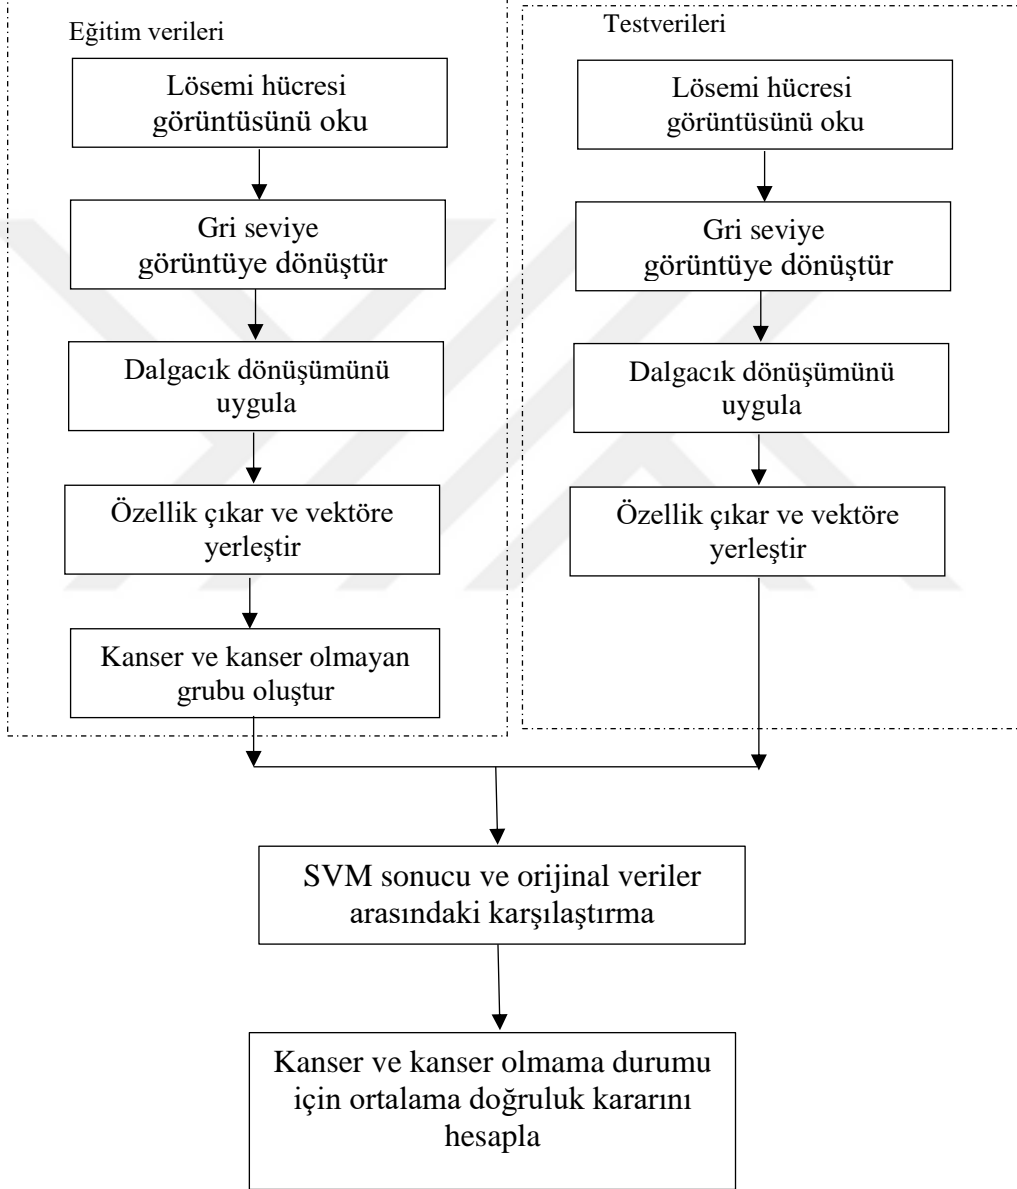 Eğitim verileri
Lösemi hücresi
görüntüsünü oku
Gri seviye
görüntüye dönüştür
Dalgacık dönüşümünü
uygula
Özellik çıkar ve vektöre
yerleştir
Kanser ve kanser olmayan
grubu oluştur
Testverileri
Lösemi hücresi
görüntüsünü oku
Gri seviye
görüntüye dönüştür
Dalgacık dönüşümünü
uygula
Özellik çıkar ve vektöre
yerleştir
SVM sonucu ve orijinal veriler
arasındaki karşılaştırma
Kanser ve kanser olmama durumu
için ortalama doğruluk kararını
hesapla